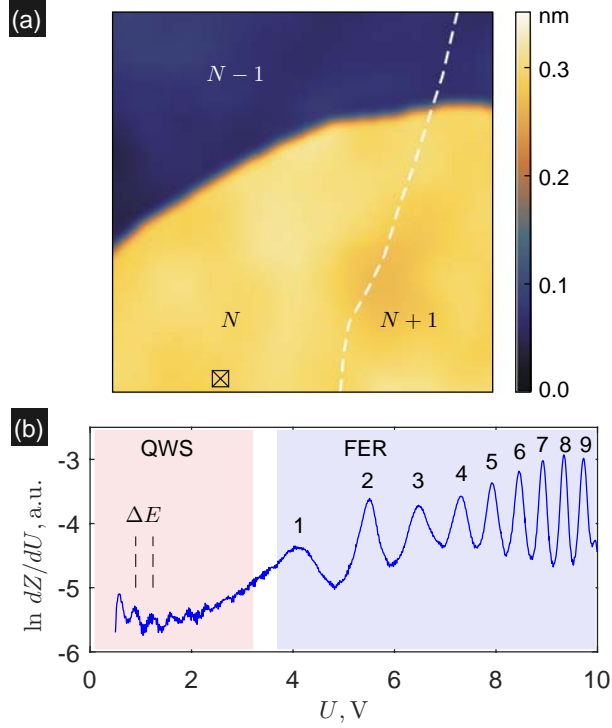 (a)
nm
N − 1
0.3
0.2
0.1
N
N + 1
0.0
(b)
QWS
FER
-3
-4
-5
-6
ln dZ/dU, a.u.
ΔE
1 2 3 4 5 6 7 8 9
0 2 4 6 8 10
U, V